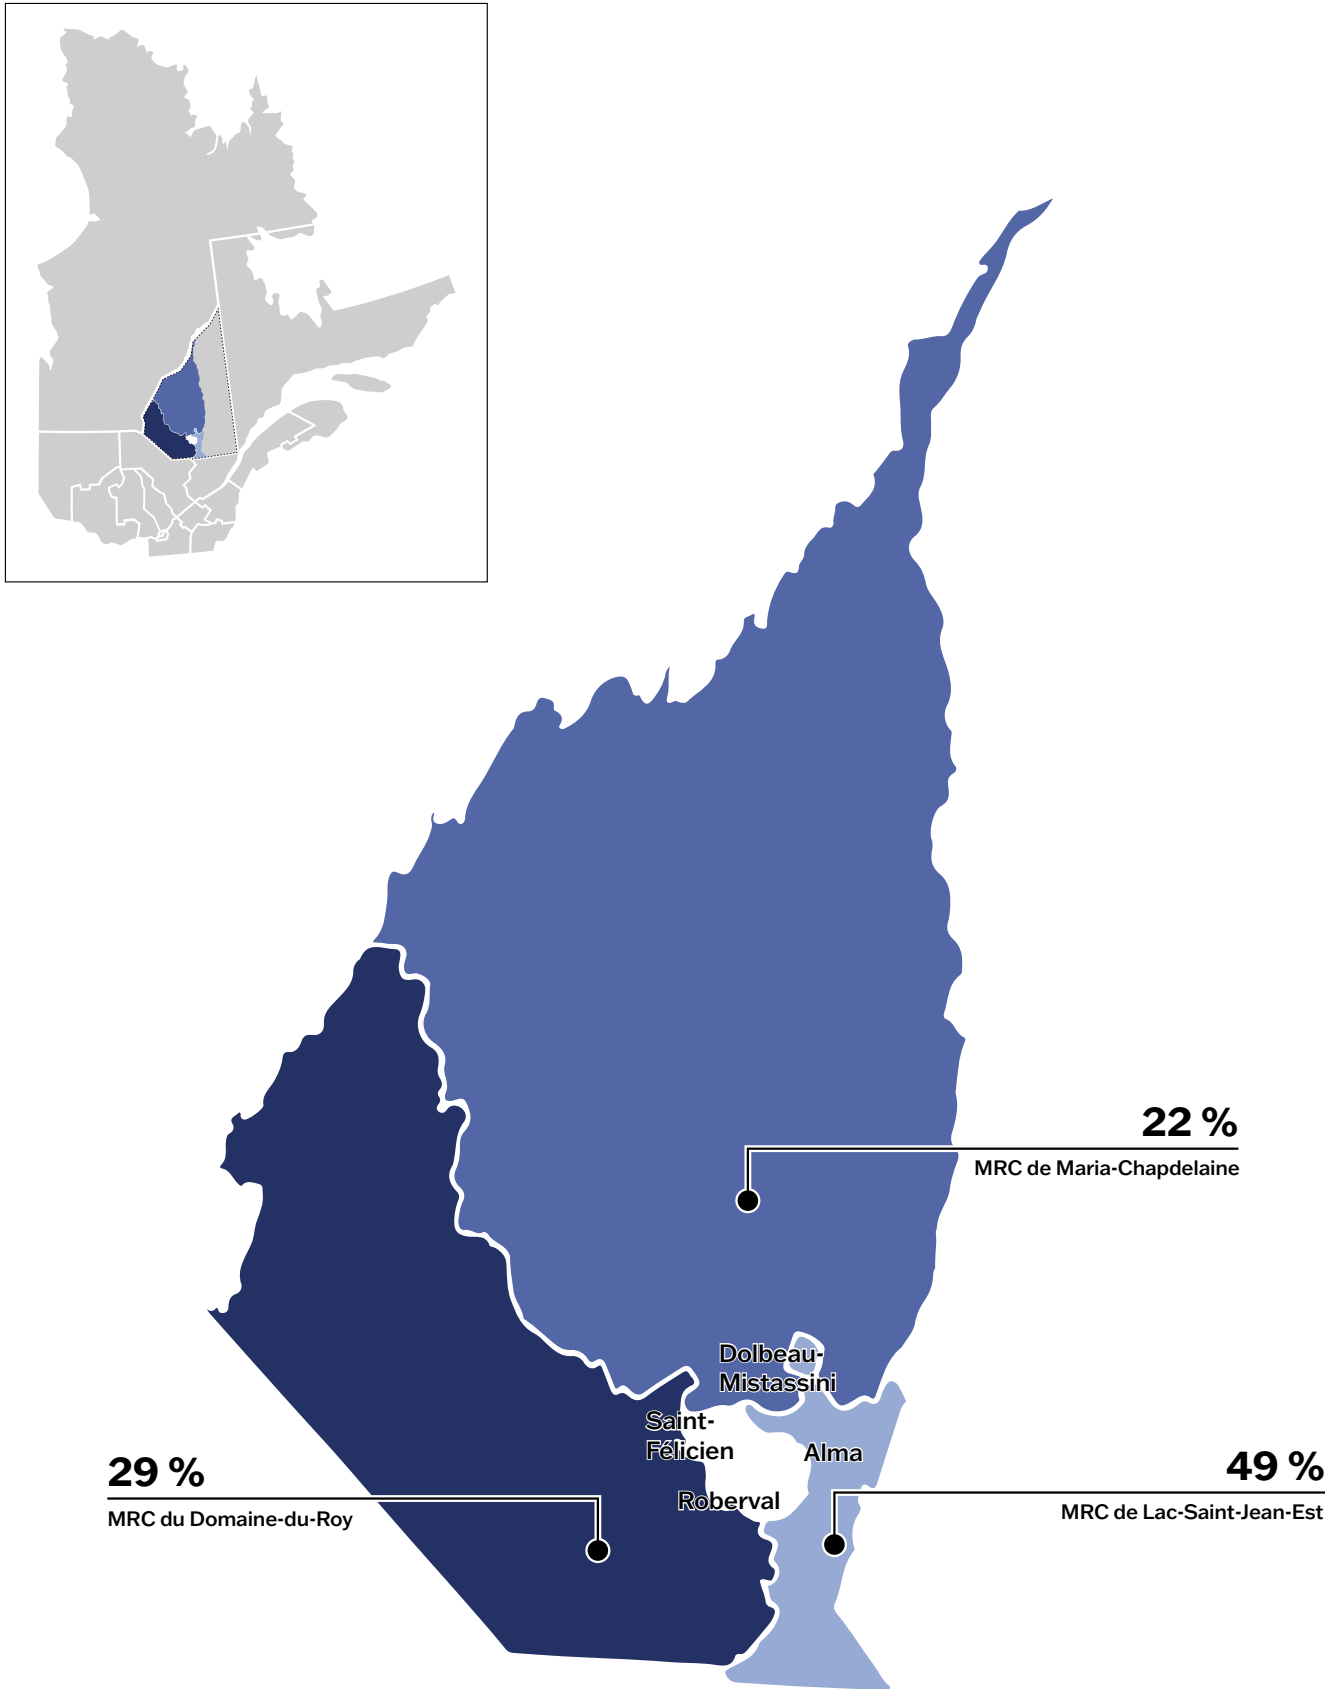 22 %
MRC de Maria-Chapdelaine
Dolbeau-
Mistassini
Saint-
Félicien
Alma
Roberval
29 %
MRC du Domaine-du-Roy
49 %
MRC de Lac-Saint-Jean-Est